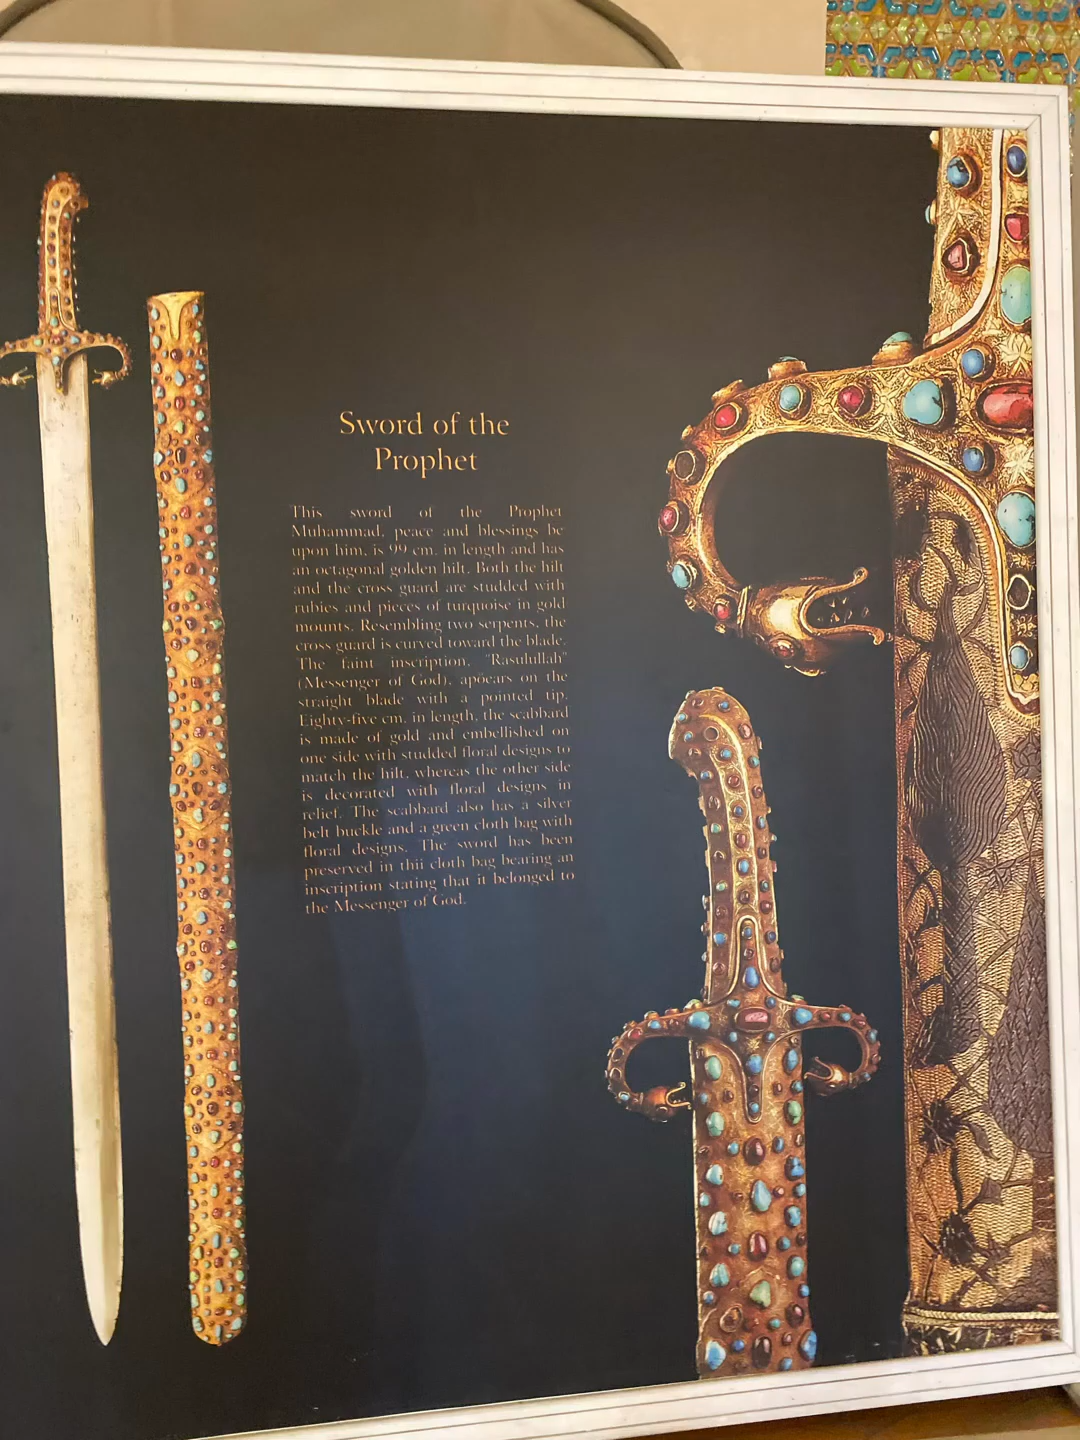 Sword of the
Prophet
This sword of the Prophet
Muhammad, peace and blessings be
upon him, is 99 cm. in length and has
an octagonal golden hilt. Both the hilt
and the cross guard are studded with
rubies and pieces of turquoise in gold
mounts. Resembling two serpents, the
cross guard is curved toward the blade.
The faint inscription, "Rasulullah"
(Messenger of God), apöears on the
straight blade with a pointed tip.
Eighty-five cm. in length, the scabbard
is made of gold and embellished on
one side with studded floral designs to
match the hilt, whereas the other side
is decorated with floral designs in
relief. The scabbard also has a silver
belt buckle and a green cloth bag with
floral designs. The sword has been
preserved in thii cloth bag bearing an
inscription stating that it belonged to
the Messenger of God.